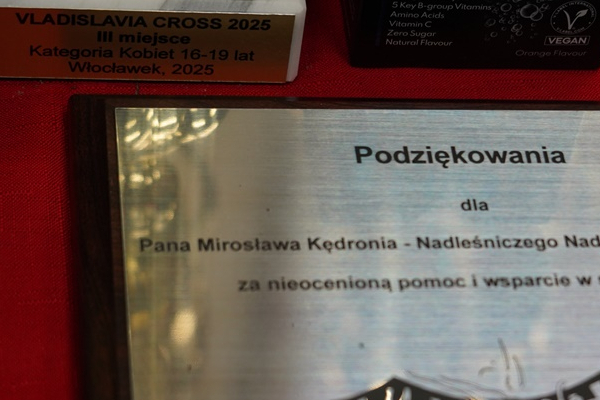 VLADISLAVIA CROSS 2025
III miejsce
Kategoria Kobiet 16-19 lat
Włocławek, 2025
5 Key B-group Vitamins
Amino Acids
Vitamin C
Zero Sugar
Natural Flavour
VEGAN
Orange Flavour
Podziękowania
dla
Pana Mirosława Kędronia - Nadleśniczego Nad
za nieocenioną pomoc i wsparcie w